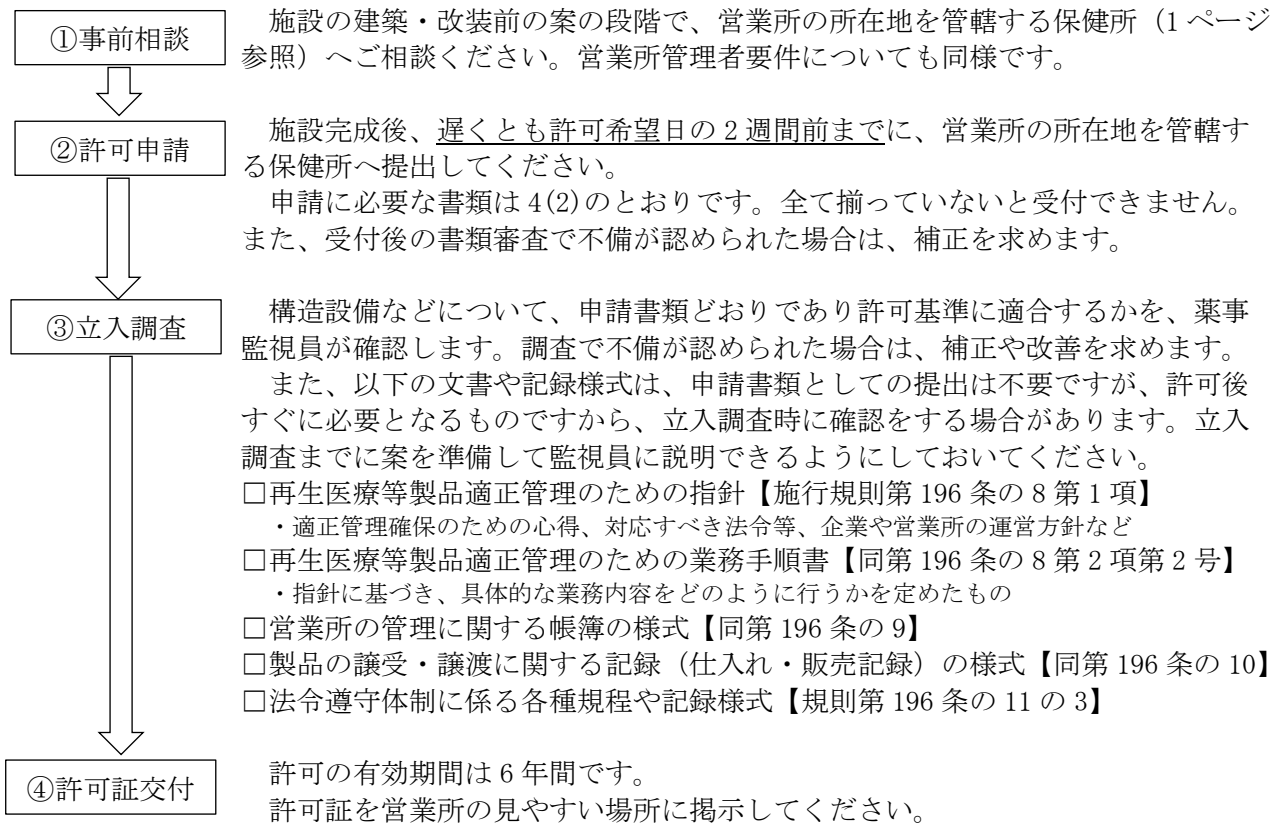 ①事前相談
施設の建築・改装前の案の段階で、営業所の所在地を管轄する保健所（1 ページ
参照）へご相談ください。営業所管理者要件についても同様です。
②許可申請
施設完成後、遅くとも許可希望日の 2 週間前までに、営業所の所在地を管轄す
る保健所へ提出してください。
申請に必要な書類は 4(2)のとおりです。全て揃っていないと受付できません。
また、受付後の書類審査で不備が認められた場合は、補正を求めます。
③立入調査
構造設備などについて、申請書類どおりであり許可基準に適合するかを、薬事
監視員が確認します。調査で不備が認められた場合は、補正や改善を求めます。
また、以下の文書や記録様式は、申請書類としての提出は不要ですが、許可後
すぐに必要となるものですから、立入調査時に確認をする場合があります。立入
調査までに案を準備して監視員に説明できるようにしておいてください。
□再生医療等製品適正管理のための指針【施行規則第 196 条の 8 第 1 項】
・適正管理確保のための心得、対応すべき法令等、企業や営業所の運営方針など
□再生医療等製品適正管理のための業務手順書【同第 196 条の 8 第 2 項第 2 号】
・指針に基づき、具体的な業務内容をどのように行うかを定めたもの
□営業所の管理に関する帳簿の様式【同第 196 条の 9】
□製品の譲受・譲渡に関する記録（仕入れ・販売記録）の様式【同第 196 条の 10】
□法令遵守体制に係る各種規程や記録様式【規則第 196 条の 11 の 3】
④許可証交付
許可の有効期間は 6 年間です。
許可証を営業所の見やすい場所に掲示してください。